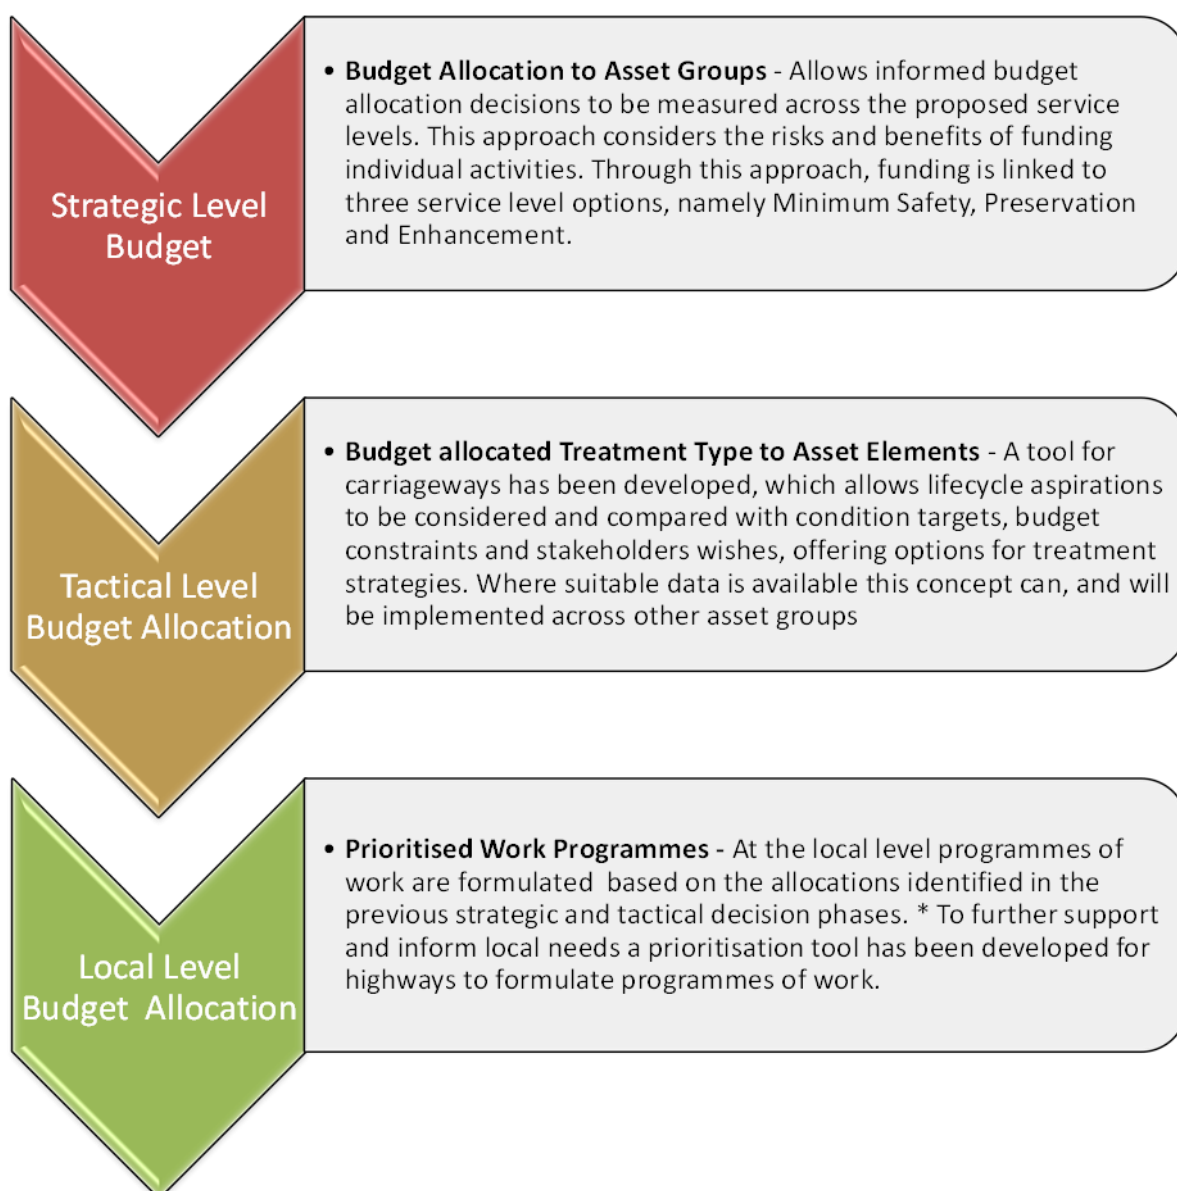 Strategic Level
Budget
• Budget Allocation to Asset Groups - Allows informed budget
allocation decisions to be measured across the proposed service
levels. This approach considers the risks and benefits of funding
individual activities. Through this approach, funding is linked to
three service level options, namely Minimum Safety, Preservation
and Enhancement.
Tactical Level
Budget Allocation
• Budget allocated Treatment Type to Asset Elements - A tool for
carriageways has been developed, which allows lifecycle aspirations
to be considered and compared with condition targets, budget
constraints and stakeholders wishes, offering options for treatment
strategies. Where suitable data is available this concept can, and will
be implemented across other asset groups
Local Level
Budget  Allocation
• Prioritised Work Programmes - At the local level programmes of
work are formulated  based on the allocations identified in the
previous strategic and tactical decision phases. * To further support
and inform local needs a prioritisation tool has been developed for
highways to formulate programmes of work.